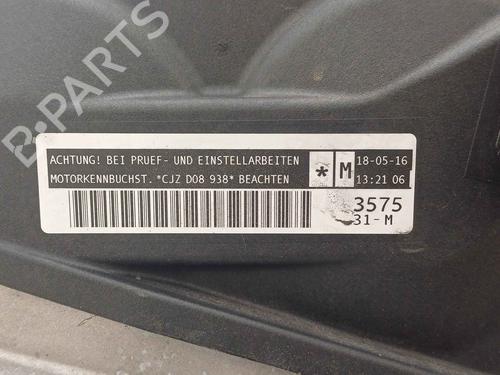 B-PARTS
ACHTUNG! BEI PRUEF- UND EINSTELLARBEITEN
MOTORKENNBUCHST. *CJZ D08 938* BEACHTEN
* M
18-05-16
13:21 06
3575
31-M